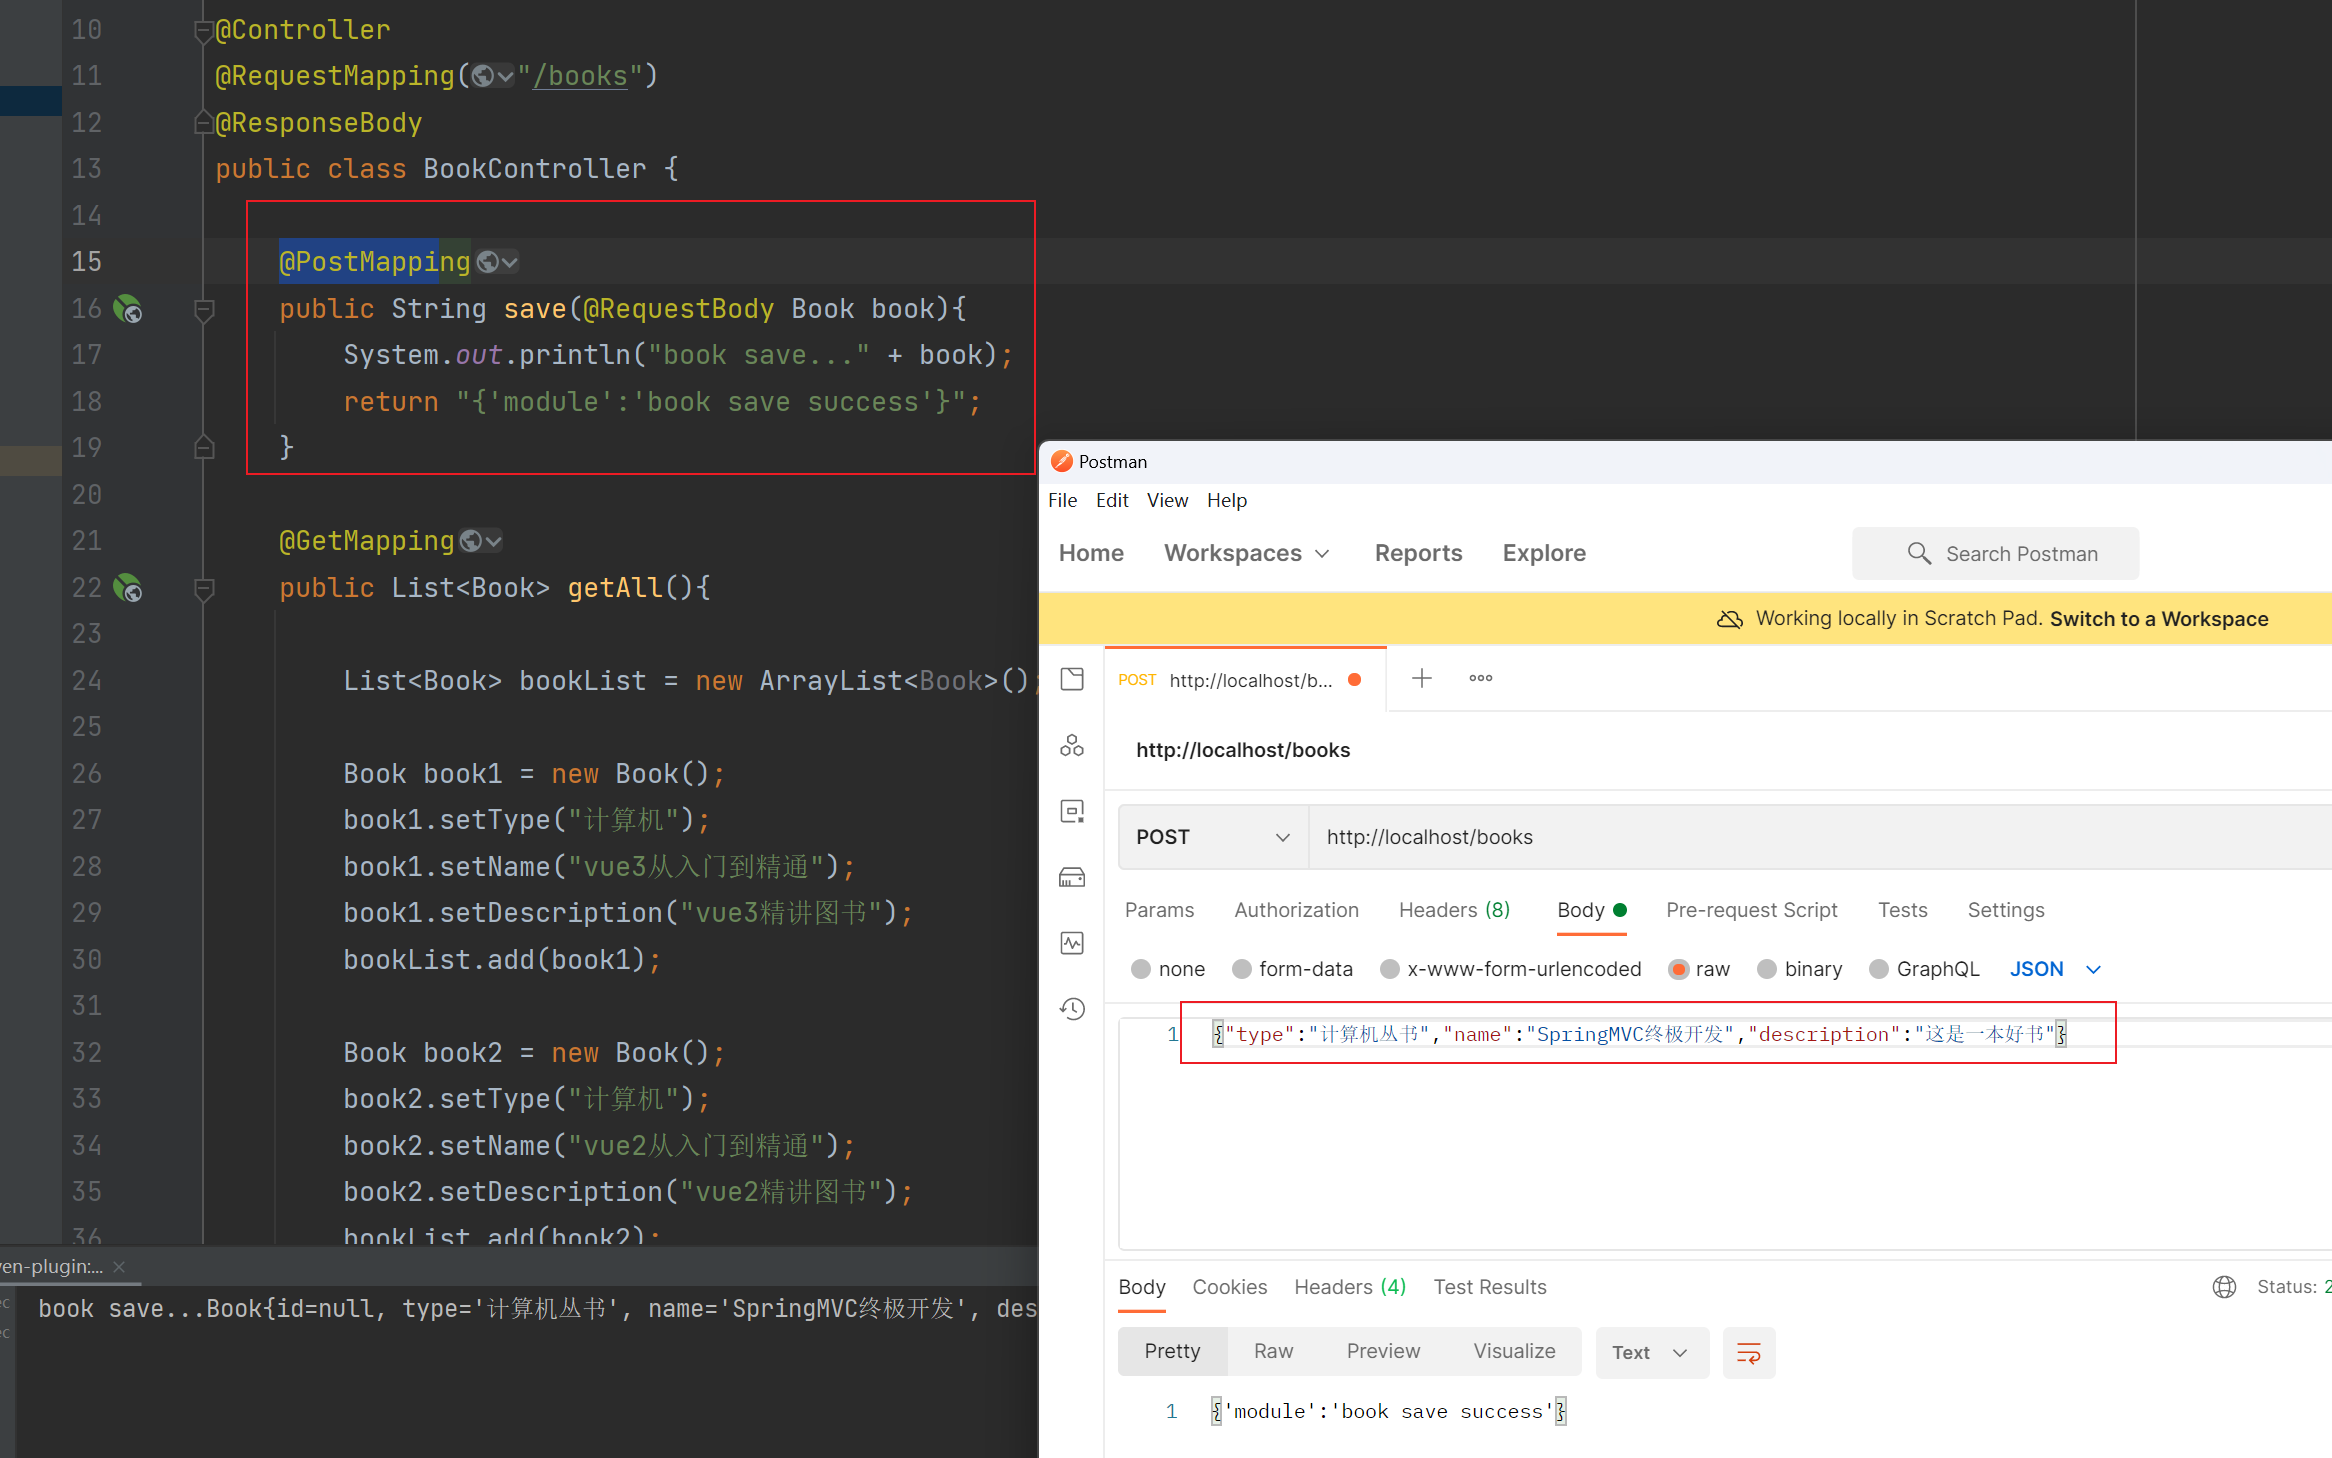 10 @Controller
11 @RequestMapping("/books")
12 @ResponseBody
13 public class BookController {
14
15 @PostMapping
16 public String save(@RequestBody Book book){
17 System.out.println("book save..." + book);
18 return "{'module':'book save success'}";
19 }
20
21 @GetMapping
22 public List<Book> getAll(){
23
24 List<Book> bookList = new ArrayList<Book>();
25
26 Book book1 = new Book();
27 book1.setType("计算机");
28 book1.setName("vue3从入门到精通");
29 book1.setDescription("vue3精讲图书");
30 bookList.add(book1);
31
32 Book book2 = new Book();
33 book2.setType("计算机");
34 book2.setName("vue2从入门到精通");
35 book2.setDescription("vue2精讲图书");
36 bookList.add(book2);
ven-plugin:...
ec
ec
book save...Book{id=null, type='计算机丛书', name='SpringMVC终极开发', des
Postman
File Edit View Help
Home Workspaces Reports Explore Search Postman
Working locally in Scratch Pad. Switch to a Workspace
POST http://localhost/b... ooo
http://localhost/books
POST http://localhost/books
Params Authorization Headers (8) Body Pre-request Script Tests Settings
none form-data x-www-form-urlencoded raw binary GraphQL JSON
1 {"type":"计算机丛书","name":"SpringMVC终极开发","description":"这是一本好书"}
Body Cookies Headers (4) Test Results Status: 2
Pretty Raw Preview Visualize Text
1 {'module':'book save success'}